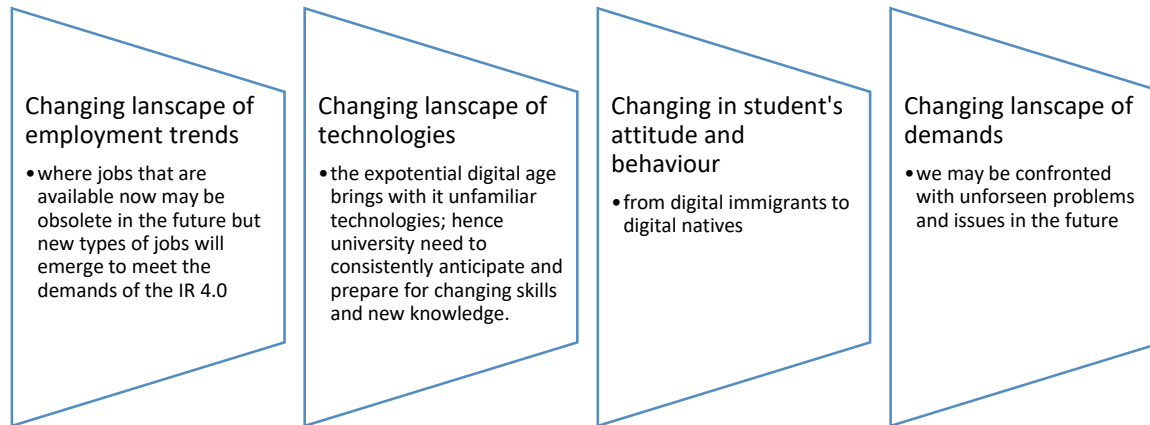 Changing lanscape of
employment trends
•where jobs that are
available now may be
obsolete in the future but
new types of jobs will
emerge to meet the
demands of the IR 4.0
Changing lanscape of
technologies
•the expotential digital age
brings with it unfamiliar
technologies; hence
university need to
consistently anticipate and
prepare for changing skills
and new knowledge.
Changing in student's
attitude and
behaviour
•from digital immigrants to
digital natives
Changing lanscape of
demands
•we may be confronted
with unforseen problems
and issues in the future